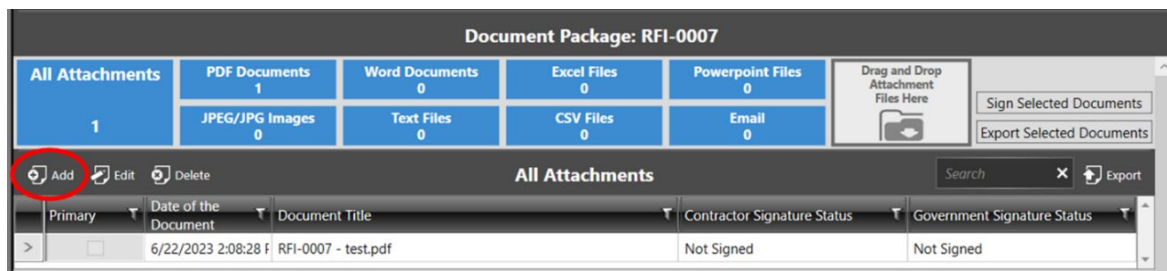 Document Package: RFI-0007
All Attachments
1
PDF Documents
1
Word Documents
0
Excel Files
0
Powerpoint Files
0
JPEG/JPG Images
0
Text Files
0
CSV Files
0
Email
0
Drag and Drop
Attachment
Files Here
Sign Selected Documents
Export Selected Documents
Add Edit Delete All Attachments Search Export
Primary Date of the
Document Document Title Contractor Signature Status Government Signature Status
6/22/2023 2:08:28 RFI-0007 - test.pdf Not Signed Not Signed